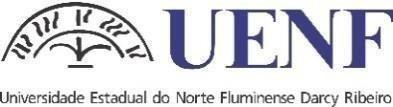 UENF
Universidade Estadual do Norte Fluminense Darcy Ribeiro